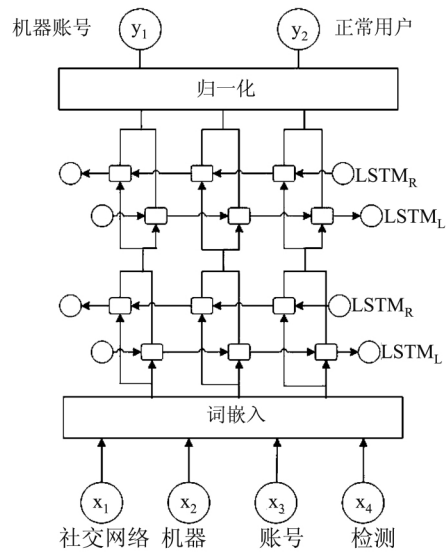 机器账号 y1 y2 正常用户
归一化
LSTMR
LSTML
LSTMR
LSTML
词嵌入
x1 x2 x3 x4
社交网络 机器 账号 检测